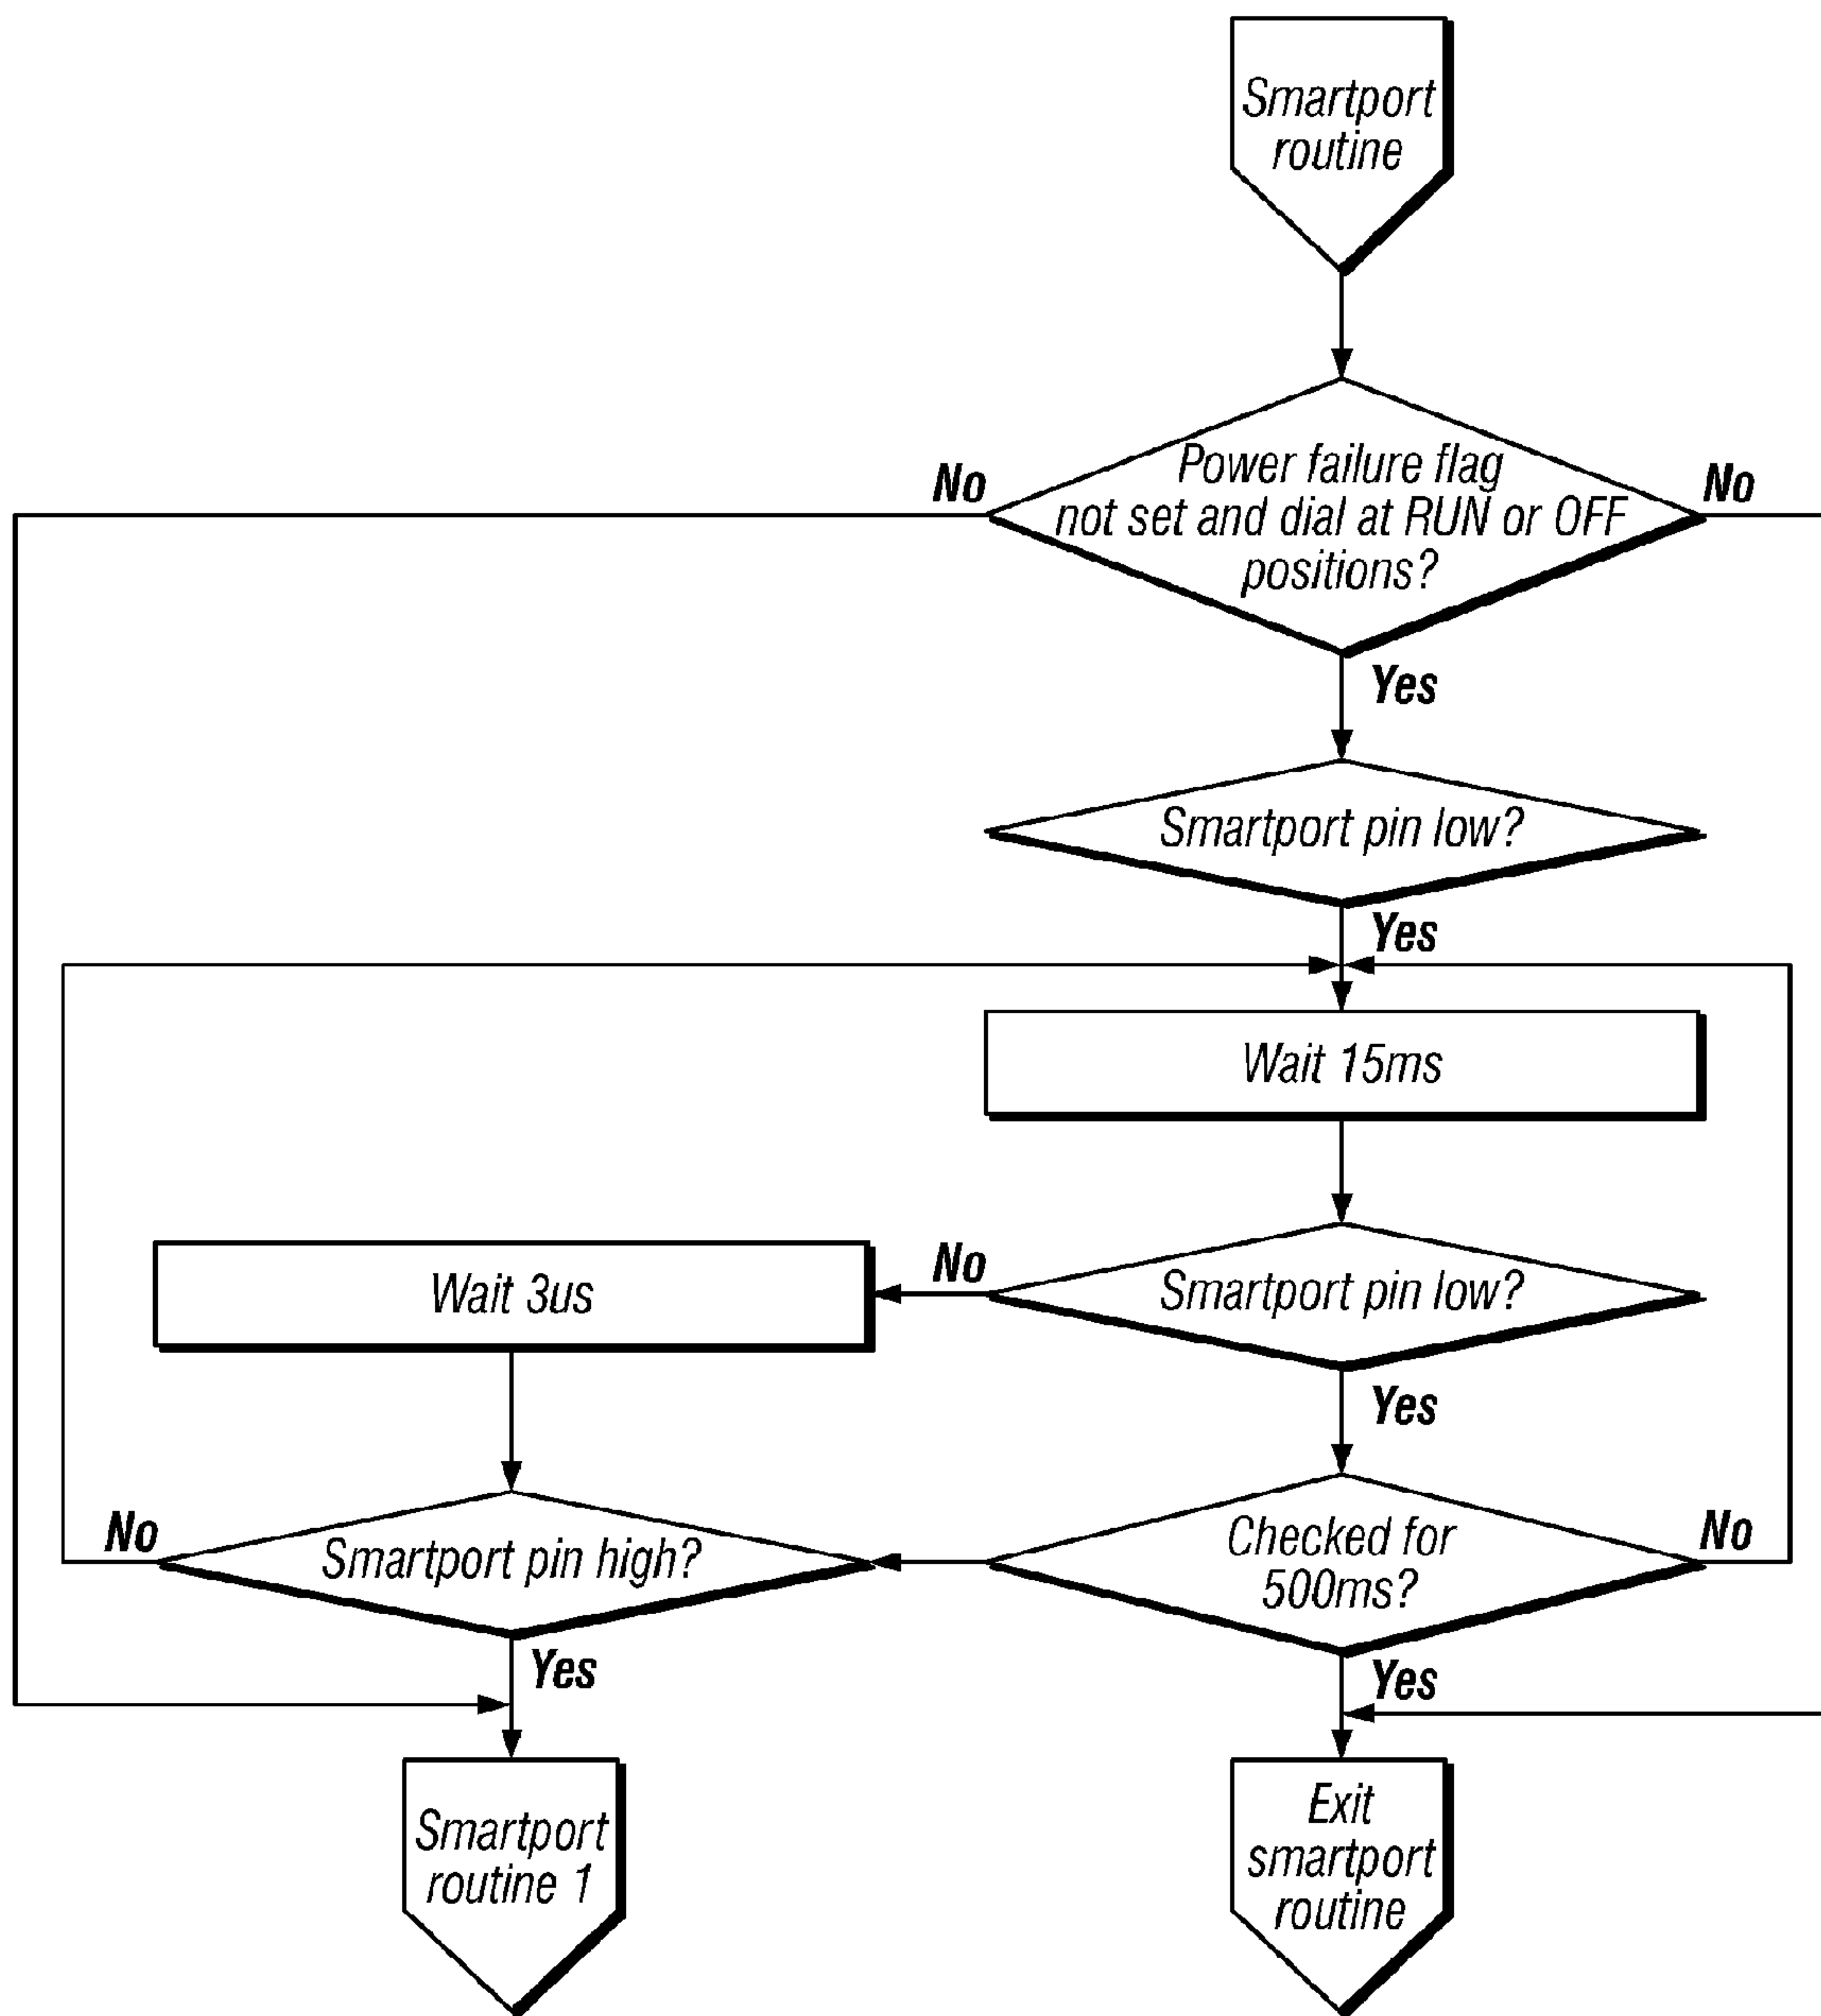 Smartport
routine
Power failure flag
not set and dial at RUN or OFF
positions?
No
No
Yes
Smartport pin low?
Yes
Wait 15ms
Wait 3us
No
Smartport pin low?
Yes
No
Smartport pin high?
Checked for
500ms?
No
Yes
Yes
Smartport
routine 1
Exit
smartport
routine